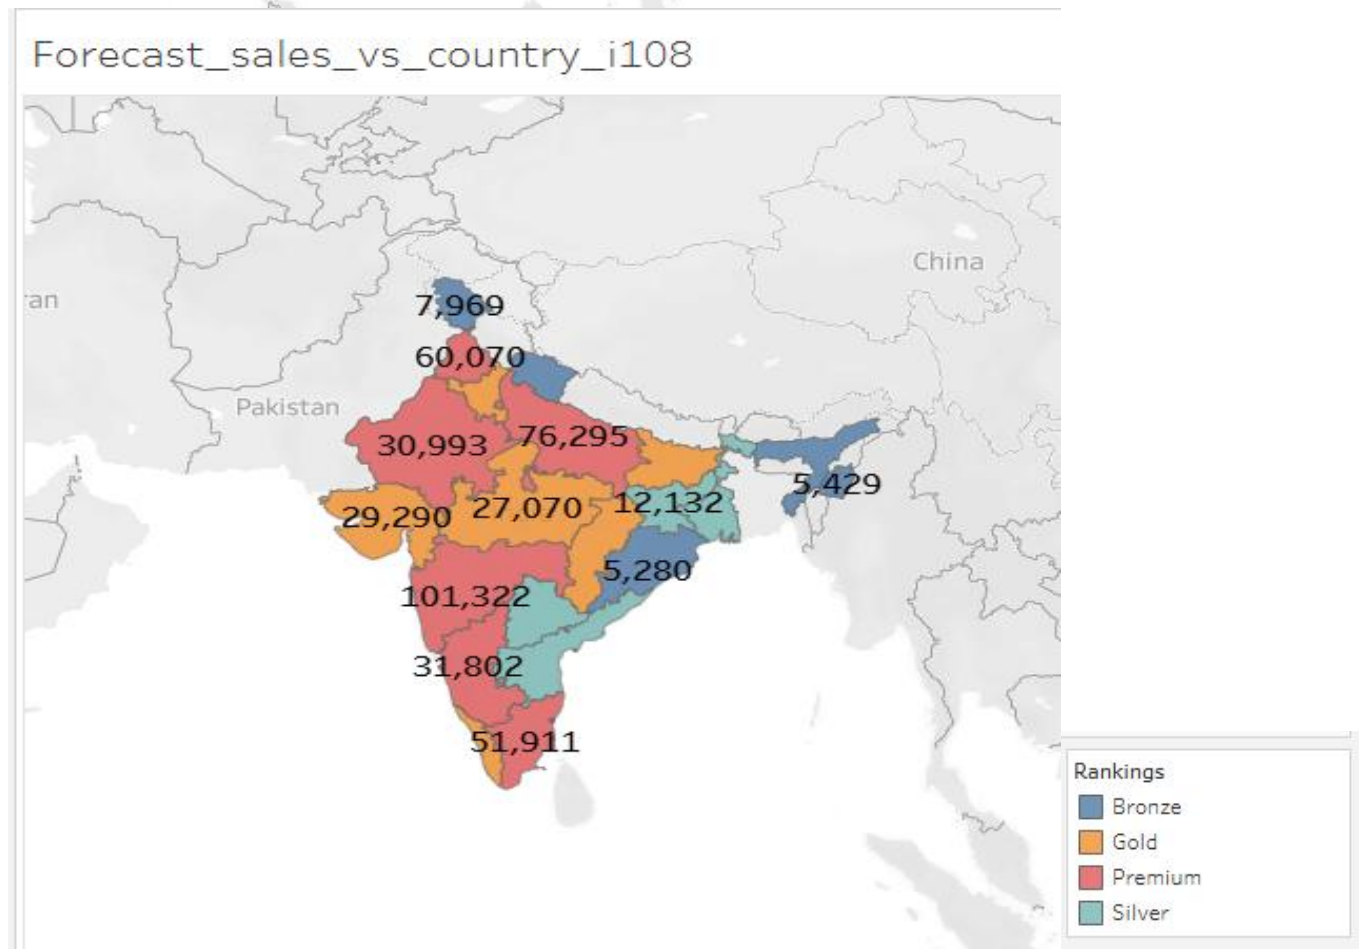 Forecast_sales_vs_country_i108
China
ran
7,969
60,070
Pakistan
30,993
76,295
5,429
29,290
27,070
12,132
5,280
101,322
31,802
51,911
Rankings
Bronze
Gold
Premium
Silver